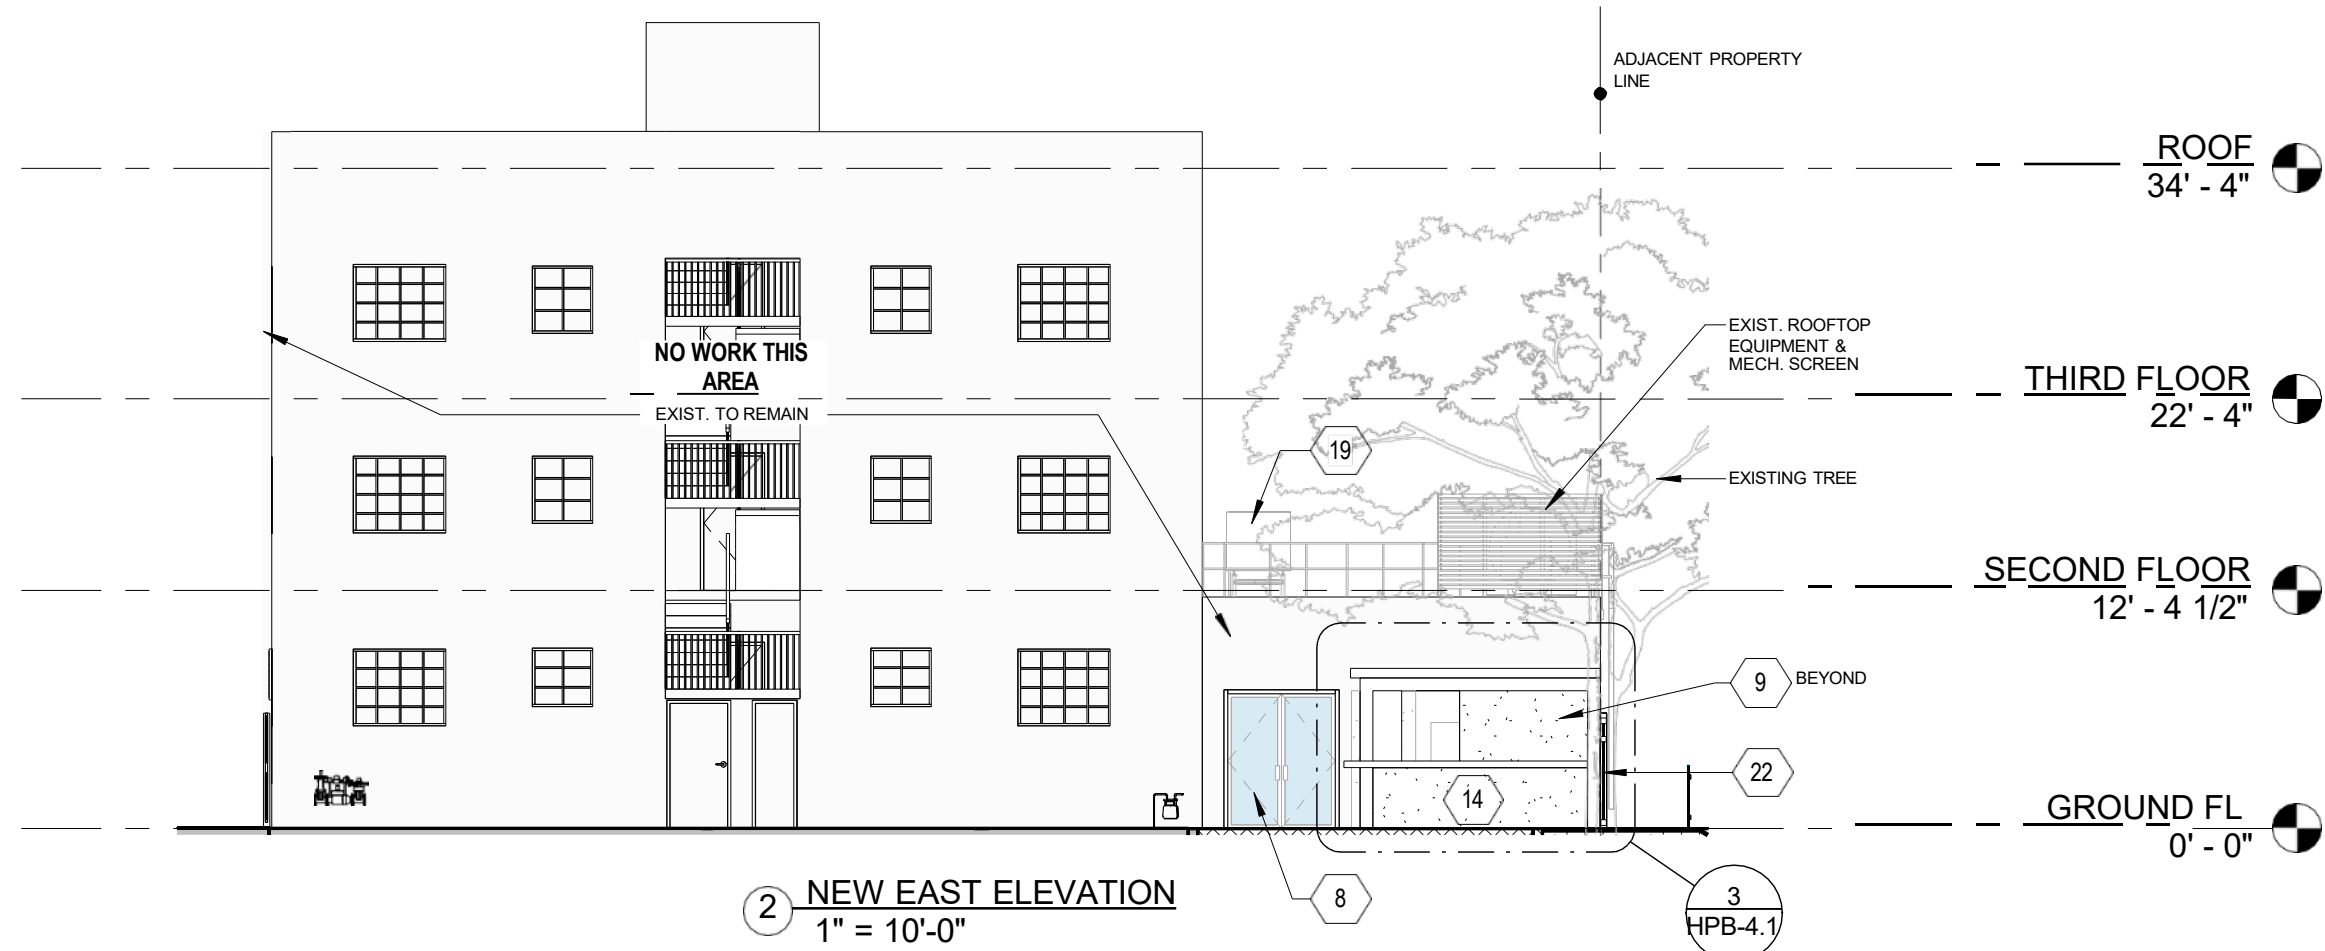 ADJACENT PROPERTY
LINE
ROOF
34' - 4"
EXIST. ROOFTOP
EQUIPMENT &
MECH. SCREEN
NO WORK THIS
AREA
THIRD FLOOR
22' - 4"
EXIST. TO REMAIN
19
EXISTING TREE
SECOND FLOOR
12' - 4 1/2"
9 BEYOND
22
14
GROUND FL
0' - 0"
8
3
HPB-4.1
2 NEW EAST ELEVATION
1" = 10'-0"